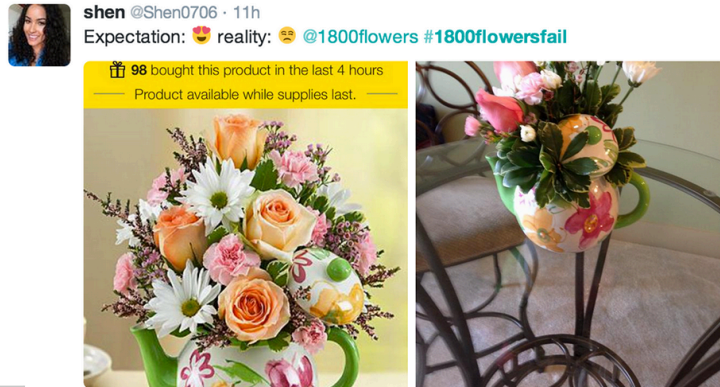 shen @Shen0706 · 11h
Expectation: 😍 reality: 😒 @1800flowers #1800flowersfail
98 bought this product in the last 4 hours
Product available while supplies last.